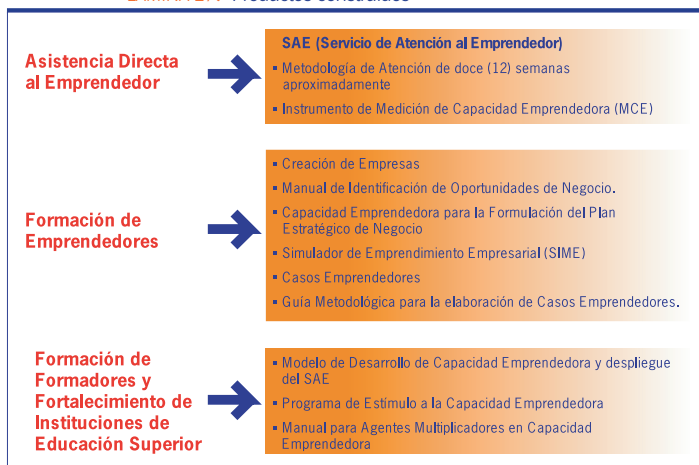 Productos construidos
Asistencia Directa
al Emprendedor
SAE (Servicio de Atención al Emprendedor)
▪ Metodología de Atención de doce (12) semanas
aproximadamente
▪ Instrumento de Medición de Capacidad Emprendedora (MCE)
Formación de
Emprendedores
▪ Creación de Empresas
▪ Manual de Identificación de Oportunidades de Negocio.
▪ Capacidad Emprendedora para la Formulación del Plan
Estratégico de Negocio
▪ Simulador de Emprendimiento Empresarial (SIME)
▪ Casos Emprendedores
▪ Guía Metodológica para la elaboración de Casos Emprendedores.
Formación de
Formadores y
Fortalecimiento de
Instituciones de
Educación Superior
▪ Modelo de Desarrollo de Capacidad Emprendedora y despliegue
del SAE
▪ Programa de Estímulo a la Capacidad Emprendedora
▪ Manual para Agentes Multiplicadores en Capacidad
Emprendedora